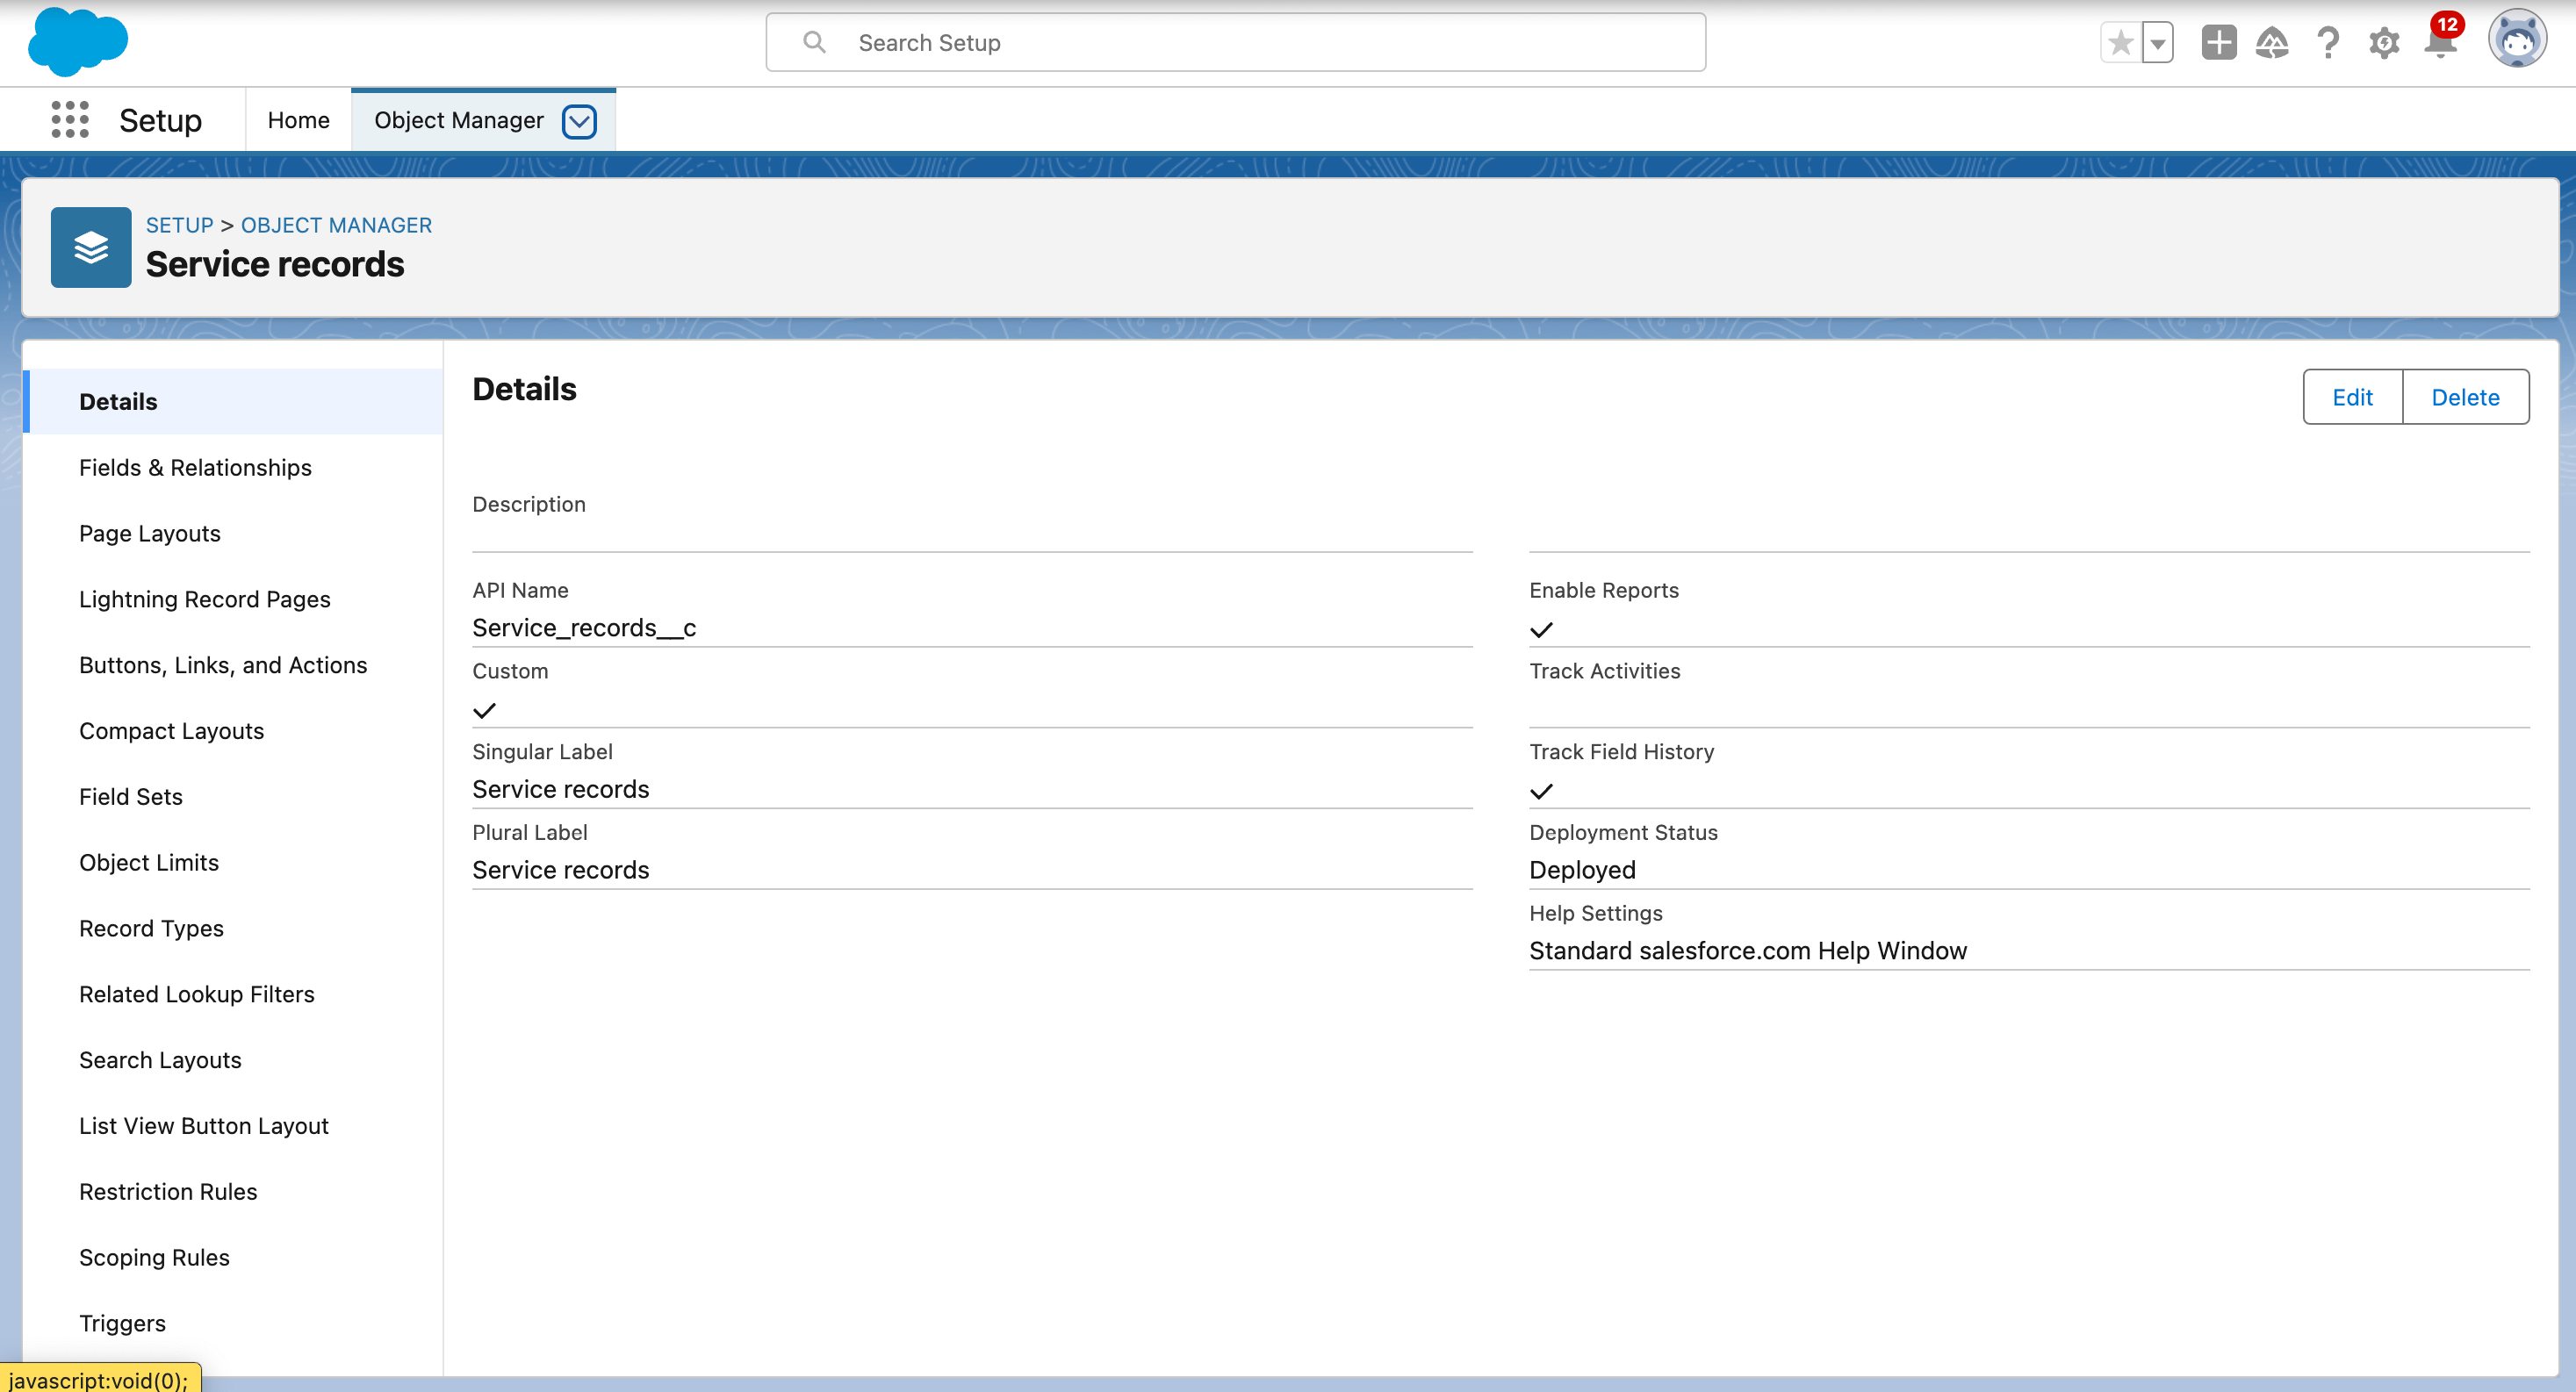 Search Setup
12
Setup
Home
Object Manager
SETUP > OBJECT MANAGER
Service records
Details
Fields & Relationships
Page Layouts
Lightning Record Pages
Buttons, Links, and Actions
Compact Layouts
Field Sets
Object Limits
Record Types
Related Lookup Filters
Search Layouts
List View Button Layout
Restriction Rules
Scoping Rules
Triggers
Details
Edit
Delete
Description
API Name
Service_records__c
Custom
Singular Label
Service records
Plural Label
Service records
Enable Reports
Track Activities
Track Field History
Deployment Status
Deployed
Help Settings
Standard salesforce.com Help Window
javascript:void(0);